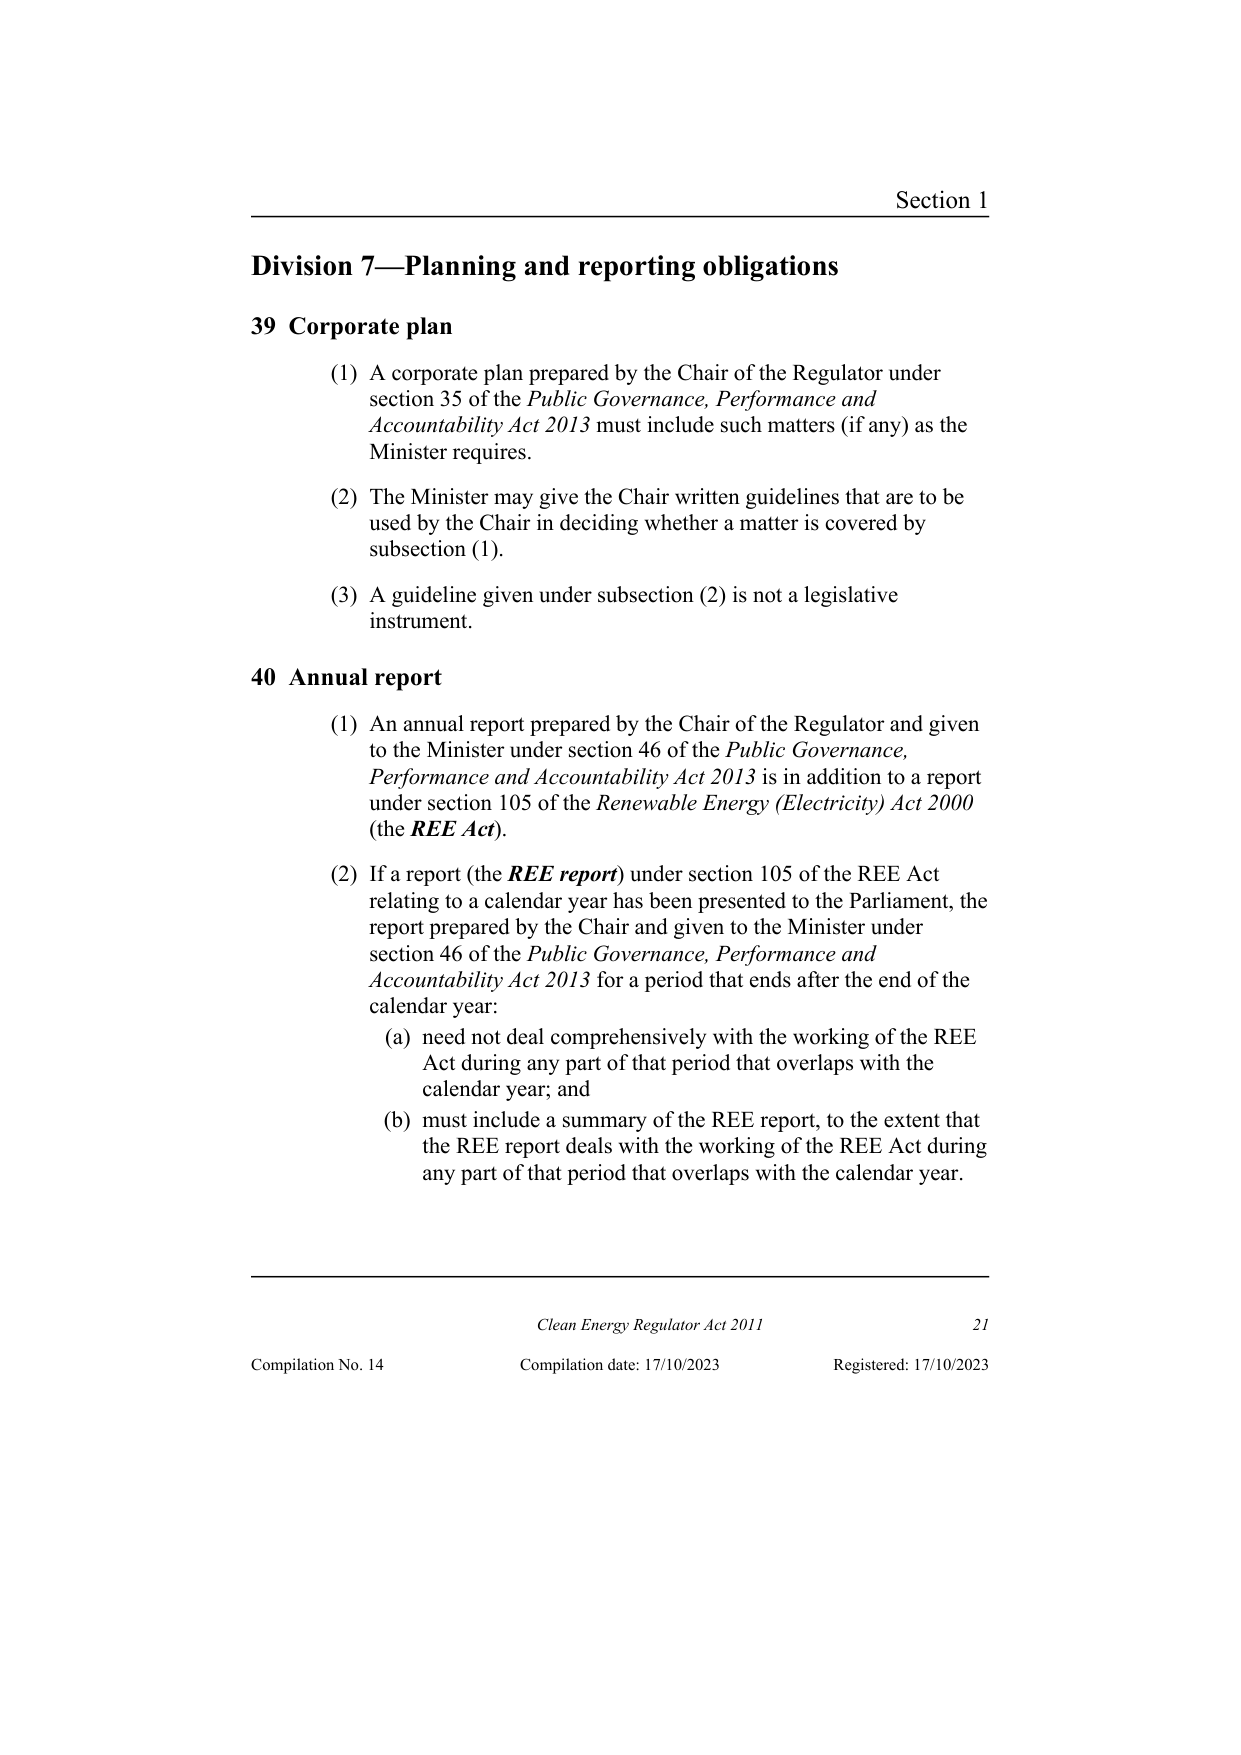 Section 1
Division 7—Planning and reporting obligations
39 Corporate plan
(1) A corporate plan prepared by the Chair of the Regulator under
section 35 of the Public Governance, Performance and
Accountability Act 2013 must include such matters (if any) as the
Minister requires.
(2) The Minister may give the Chair written guidelines that are to be
used by the Chair in deciding whether a matter is covered by
subsection (1).
(3) A guideline given under subsection (2) is not a legislative
instrument.
40 Annual report
(1) An annual report prepared by the Chair of the Regulator and given
to the Minister under section 46 of the Public Governance,
Performance and Accountability Act 2013 is in addition to a report
under section 105 of the Renewable Energy (Electricity) Act 2000
(the REE Act).
(2) If a report (the REE report) under section 105 of the REE Act
relating to a calendar year has been presented to the Parliament, the
report prepared by the Chair and given to the Minister under
section 46 of the Public Governance, Performance and
Accountability Act 2013 for a period that ends after the end of the
calendar year:
(a) need not deal comprehensively with the working of the REE
Act during any part of that period that overlaps with the
calendar year; and
(b) must include a summary of the REE report, to the extent that
the REE report deals with the working of the REE Act during
any part of that period that overlaps with the calendar year.
Clean Energy Regulator Act 2011 21
Compilation No. 14 Compilation date: 17/10/2023 Registered: 17/10/2023